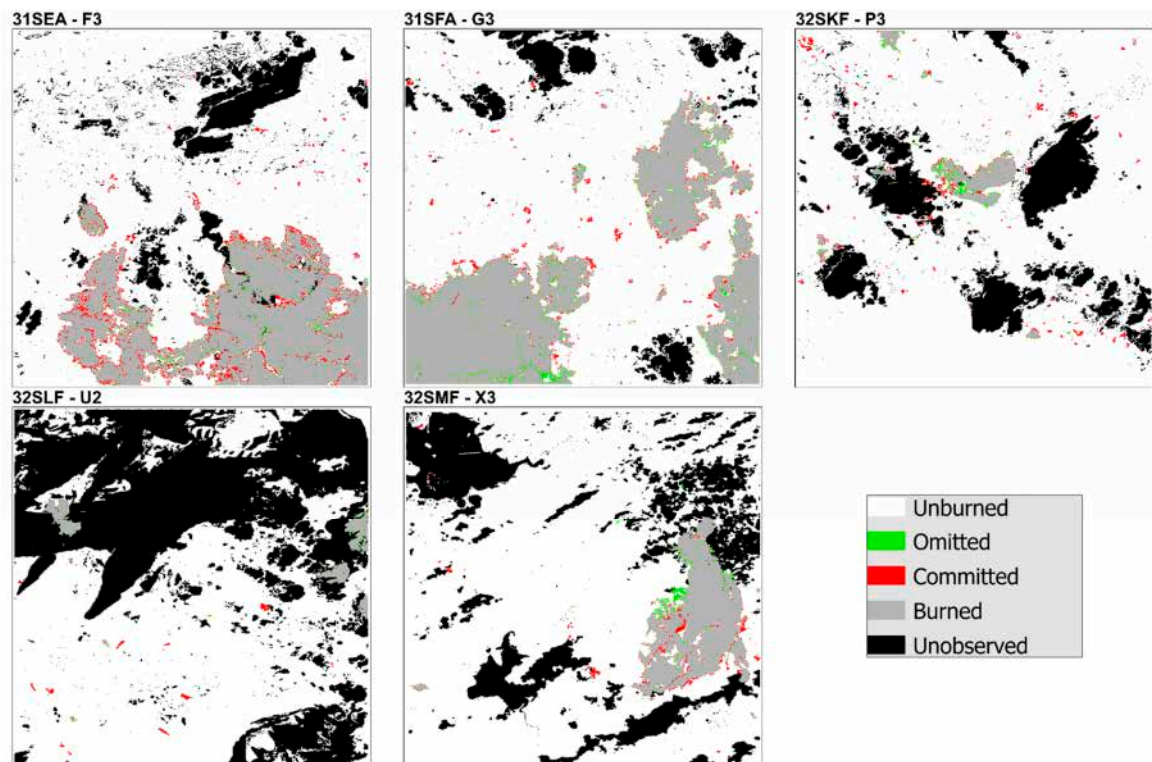 31SEA - F3
31SFA - G3
32SKF - P3
32SLF - U2
32SMF - X3
Unburned
Omitted
Committed
Burned
Unobserved